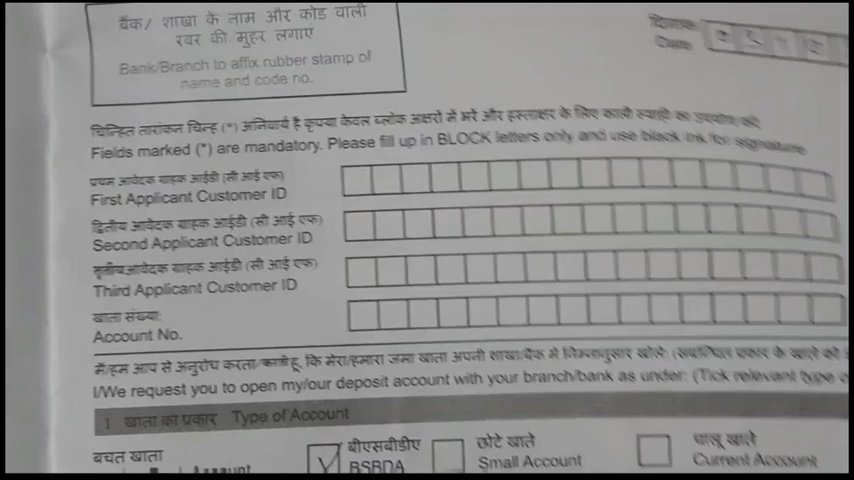 बैंक/ शाखा के नाम और कोड वाली
रबर की मुहर लगाए
Bank/Branch to affix rubber stamp of
name and code no.
दिनांक
Date
चिन्हित तारांकन चिन्ह (*) अनिवार्य है कृपया केवल ब्लोक अक्षरों में भरें और हस्ताक्षर के लिए काली स्याही का उपयोग करें
Fields marked (*) are mandatory. Please fill up in BLOCK letters only and use black ink for signature
प्रथम आवेदक ग्राहक आईडी (सी आई एफ)
First Applicant Customer ID
द्वितीय आवेदक ग्राहक आईडी (सी आई एफ)
Second Applicant Customer ID
तृतीय आवेदक ग्राहक आईडी (सी आई एफ)
Third Applicant Customer ID
खाता संख्या:
Account No.
मैं/हम आप से अनुरोध करता/करते हू, कि मेरा/हमारा जमा खाता अपनी शाखा/बैंक में निम्नानुसार खोले: (संबन्धित प्रकार के खाते को
I/We request you to open my/our deposit account with your branch/bank as under: (Tick relevant type
1 खाता का प्रकार Type of Account
बचत खाता
Account
बीएसबीडीए
BSBDA
छोटे खाते
Small Account
चालू खाते
Current Account